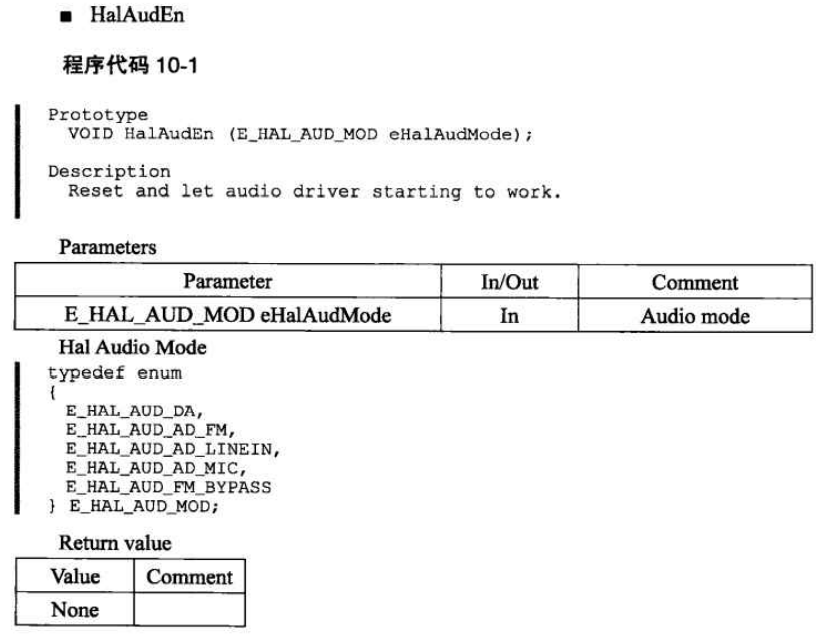 ■ HalAudEn
程序代码 10-1
Prototype
VOID HalAudEn (E_HAL_AUD_MOD eHalAudMode);
Description
Reset and let audio driver starting to work.
Parameters
Parameter In/Out Comment
E_HAL_AUD_MOD eHalAudMode In Audio mode
Hal Audio Mode
typedef enum
{
E_HAL_AUD_DA,
E_HAL_AUD_AD_FM,
E_HAL_AUD_AD_LINEIN,
E_HAL_AUD_AD_MIC,
E_HAL_AUD_FM_BYPASS
} E_HAL_AUD_MOD;
Return value
Value Comment
None